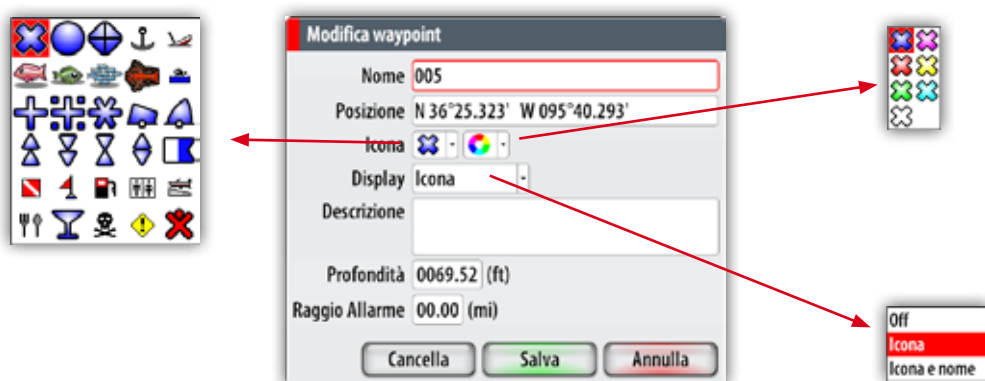 Modifica waypoint
Nome 005
Posizione N 36°25.323' W 095°40.293'
Icona
Display Icona
Descrizione
Profondità 0069.52 (ft)
Raggio Allarme 00.00 (mi)
Cancella Salva Annulla
Off
Icona
Icona e nome